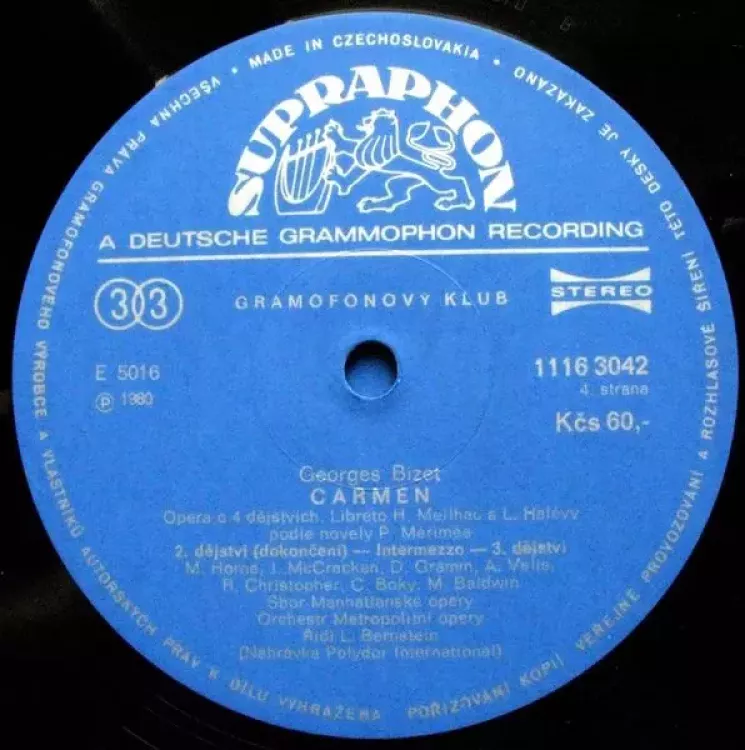 VŠECHNA PRÁVA GRAMOFONOVÉHO VÝROBCE A VLASTNÍKŮ AUTORSKÝCH PRÁV K DÍLU VYHRAŽENA
POŘIZOVÁNÍ KOPIÍ VEŘEJNÉ PROVOZOVÁNÍ A ROZHLASOVÉ ŠÍŘENÍ TÉTO DESKY JE ZAKÁZÁNO
• MADE IN CZECHOSLOVAKIA •
SUPRAPHON
A DEUTSCHE GRAMMOPHON RECORDING
33
GRAMOFONOVÝ KLUB
STEREO
E 5016
1116 3042
℗ 1980
4. strana
Kčs 60,-
Georges Bizet
CARMEN
Opera o 4 dějstvích. Libreto H. Meilhac a L. Halévy
podle novely P. Mériméa
2. dějství (dokončení) — Intermezzo — 3. dějství
M. Horne, J. McCracken, D. Gramm, A. Velis,
R. Christopher, C. Boky, M. Baldwin
Sbor Manhattanské opery
Orchestr Metropolitní opery
Řídí L. Bernstein
(Nahrávka Polydor International)